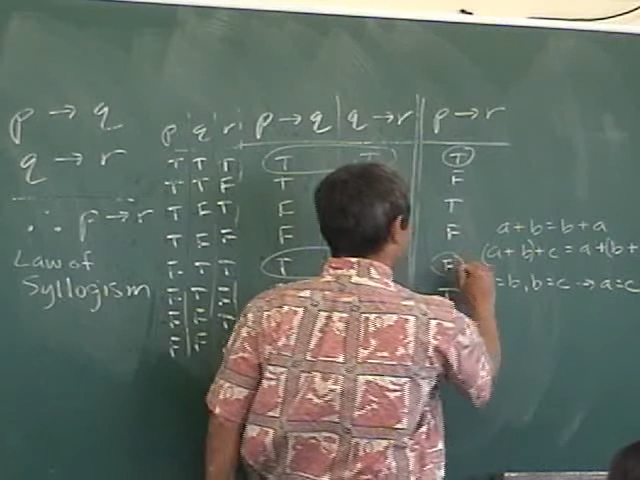 p → q
q → r
∴ p → r
Law of
Syllogism
p q r p → q q → r p → r
T T T T T T
T T F T F
T F T F T
T F F F F
F T T T
F T F
F F T
F F F
a + b = b + a
(a + b) + c = a + (b +
= b, b = c → a = c